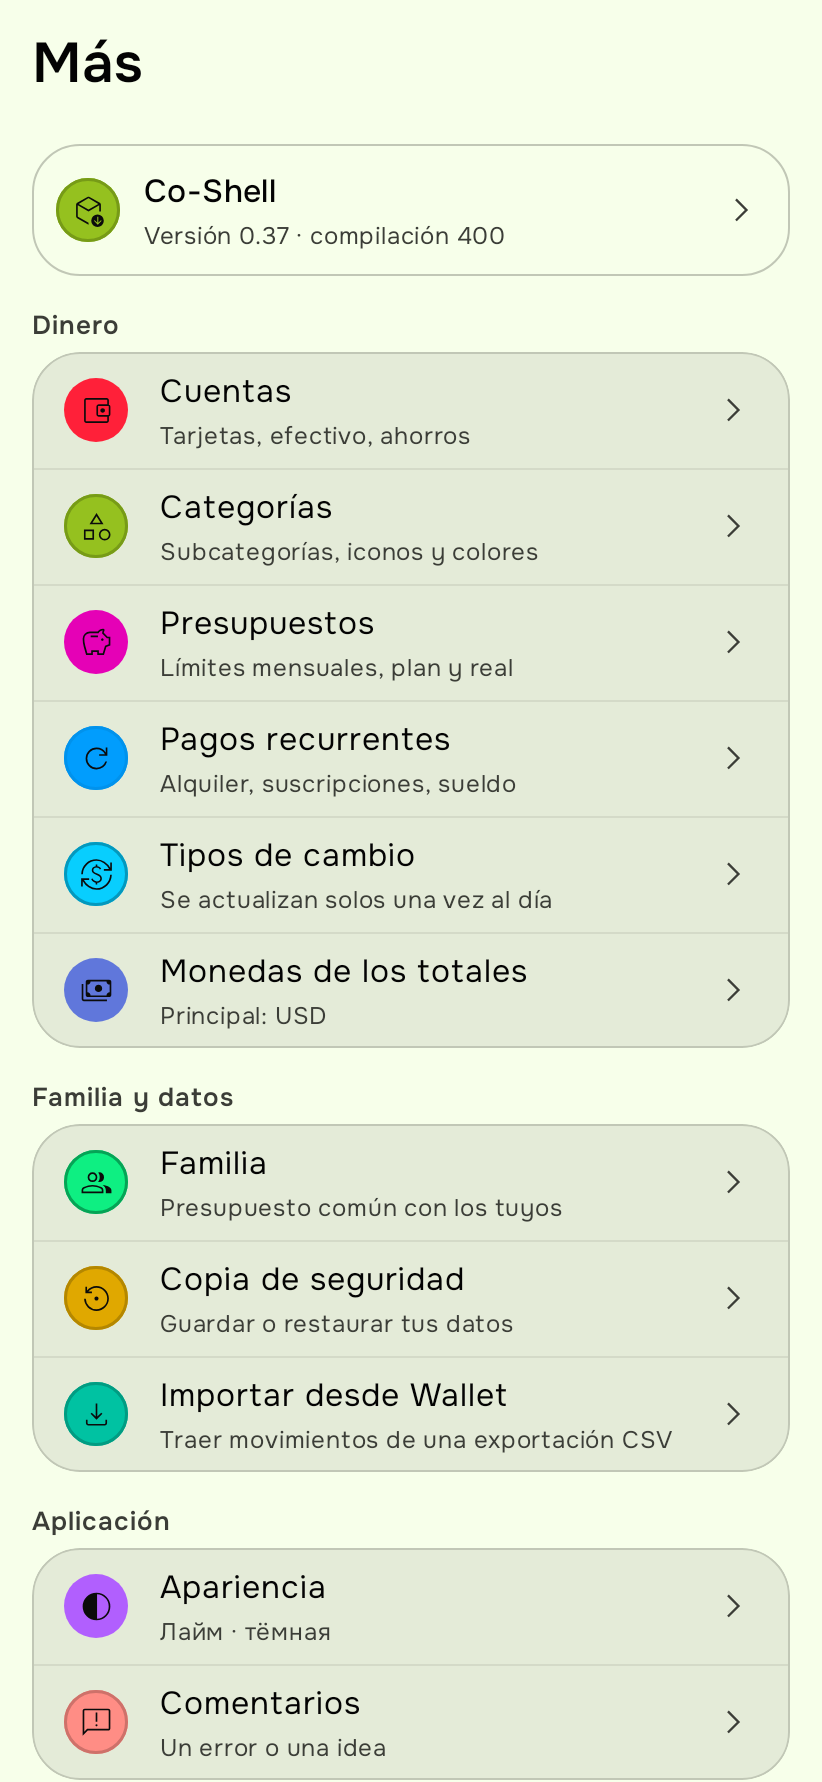 Más
Co-Shell
Versión 0.37 · compilación 400
Dinero
Cuentas
Tarjetas, efectivo, ahorros
Categorías
Subcategorías, iconos y colores
Presupuestos
Límites mensuales, plan y real
Pagos recurrentes
Alquiler, suscripciones, sueldo
Tipos de cambio
Se actualizan solos una vez al día
Monedas de los totales
Principal: USD
Familia y datos
Familia
Presupuesto común con los tuyos
Copia de seguridad
Guardar o restaurar tus datos
Importar desde Wallet
Traer movimientos de una exportación CSV
Aplicación
Apariencia
Лайм · тёмная
Comentarios
Un error o una idea